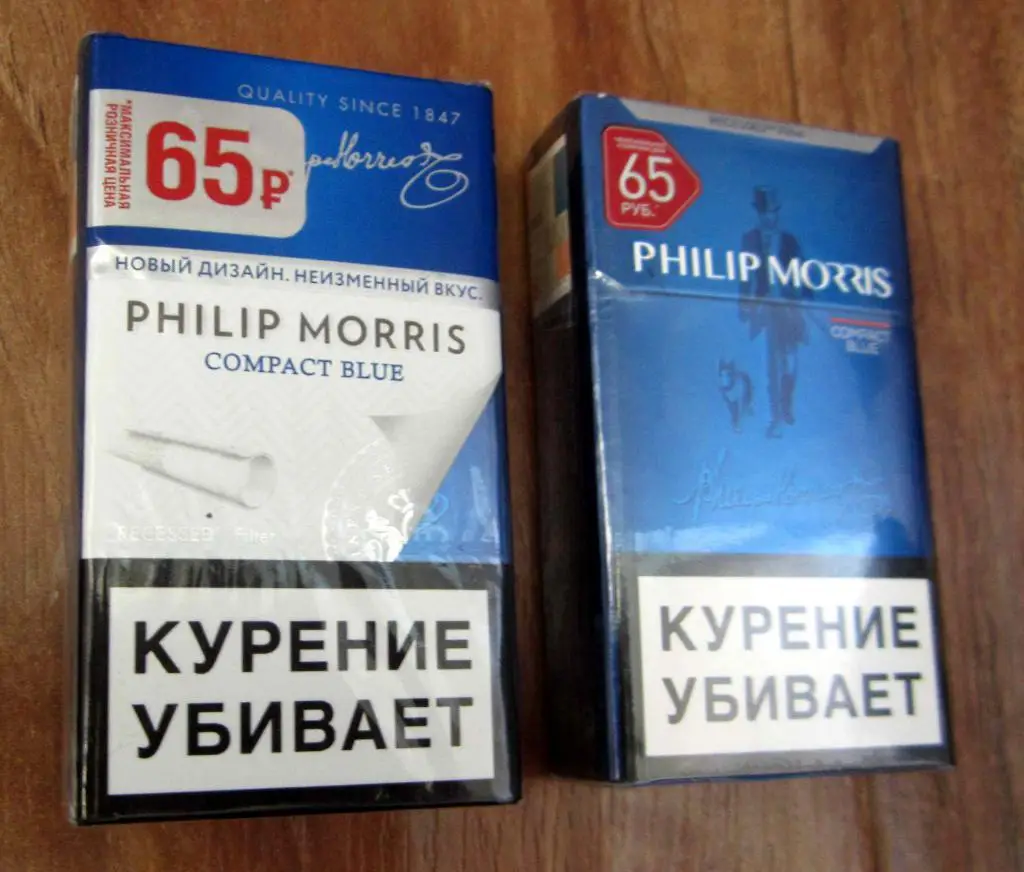 QUALITY SINCE 1847
*МАКСИМАЛЬНАЯ
РОЗНИЧНАЯ ЦЕНА
65₽*
НОВЫЙ ДИЗАЙН. НЕИЗМЕННЫЙ ВКУС.
PHILIP MORRIS
COMPACT BLUE
RECESSED Filter
КУРЕНИЕ
УБИВАЕТ
65
РУБ.*
PHILIP MORRIS
COMPACT
BLUE
КУРЕНИЕ
УБИВАЕТ